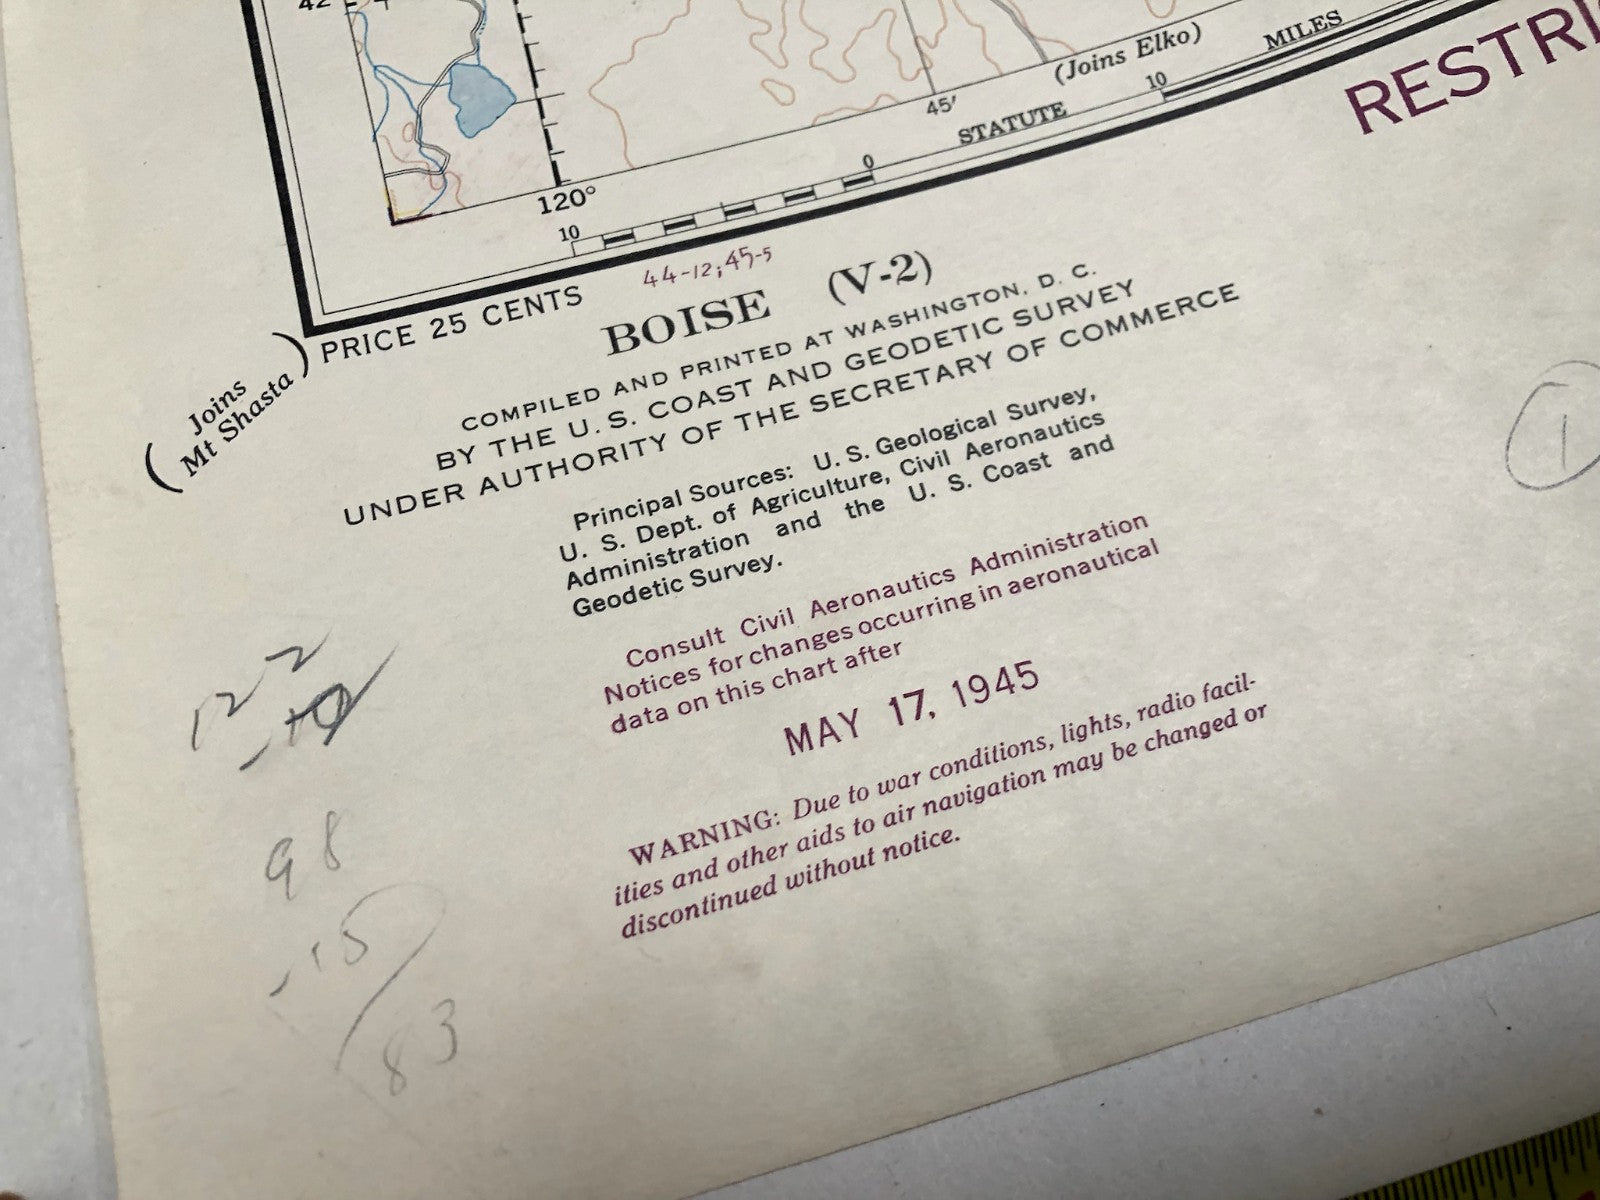 42°
(Joins Elko)
MILES
RESTRI
10
45′
STATUTE
0
120°
10
44-12; 45-5
PRICE 25 CENTS
BOISE (V-2)
(Joins
Mt Shasta)
COMPILED AND PRINTED AT WASHINGTON, D. C.
BY THE U. S. COAST AND GEODETIC SURVEY
UNDER AUTHORITY OF THE SECRETARY OF COMMERCE
Principal Sources: U. S. Geological Survey,
U. S. Dept. of Agriculture, Civil Aeronautics
Administration and the U. S. Coast and
Geodetic Survey.
1
Consult Civil Aeronautics Administration
Notices for changes occurring in aeronautical
data on this chart after
MAY 17, 1945
WARNING: Due to war conditions, lights, radio facil-
ities and other aids to air navigation may be changed or
discontinued without notice.
122
98
-15
83